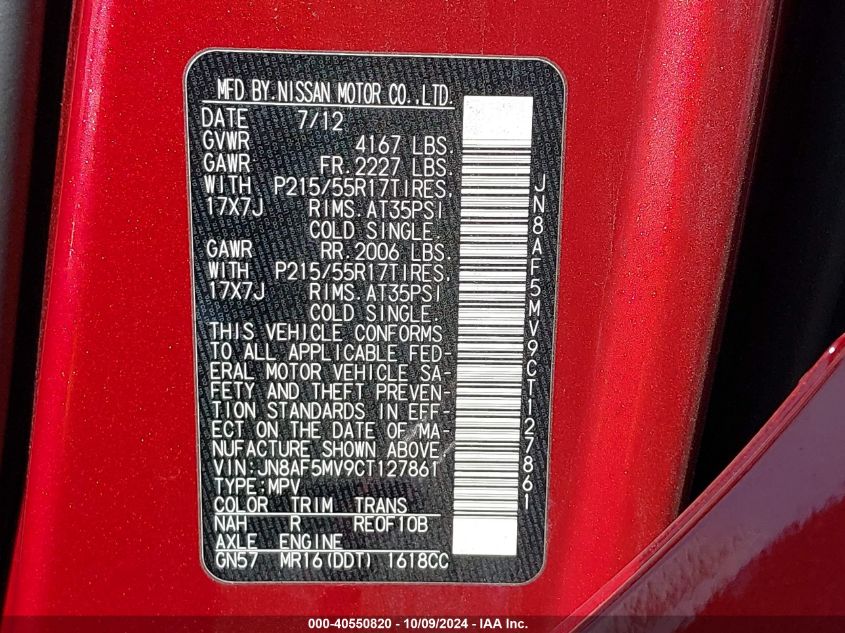 MFD BY.NISSAN MOTOR CO.,LTD.
DATE 7/12
GVWR 4167 LBS.
GAWR FR.2227 LBS.
WITH P215/55R17TIRES,
17X7J RIMS.AT35PSI
COLD SINGLE.
GAWR RR.2006 LBS.
WITH P215/55R17TIRES,
17X7J RIMS.AT35PSI
COLD SINGLE.
THIS VEHICLE CONFORMS
TO ALL APPLICABLE FED-
ERAL MOTOR VEHICLE SA-
FETY AND THEFT PREVEN-
TION STANDARDS IN EFF-
ECT ON THE DATE OF MA-
NUFACTURE SHOWN ABOVE
VIN:JN8AF5MV9CT127861
TYPE:MPV
COLOR TRIM TRANS
NAH R RE0F10B
AXLE ENGINE
GN57 MR16(DDT) 1618CC
JN8AF5MV9CT127861
000-40550820 - 10/09/2024 - IAA Inc.